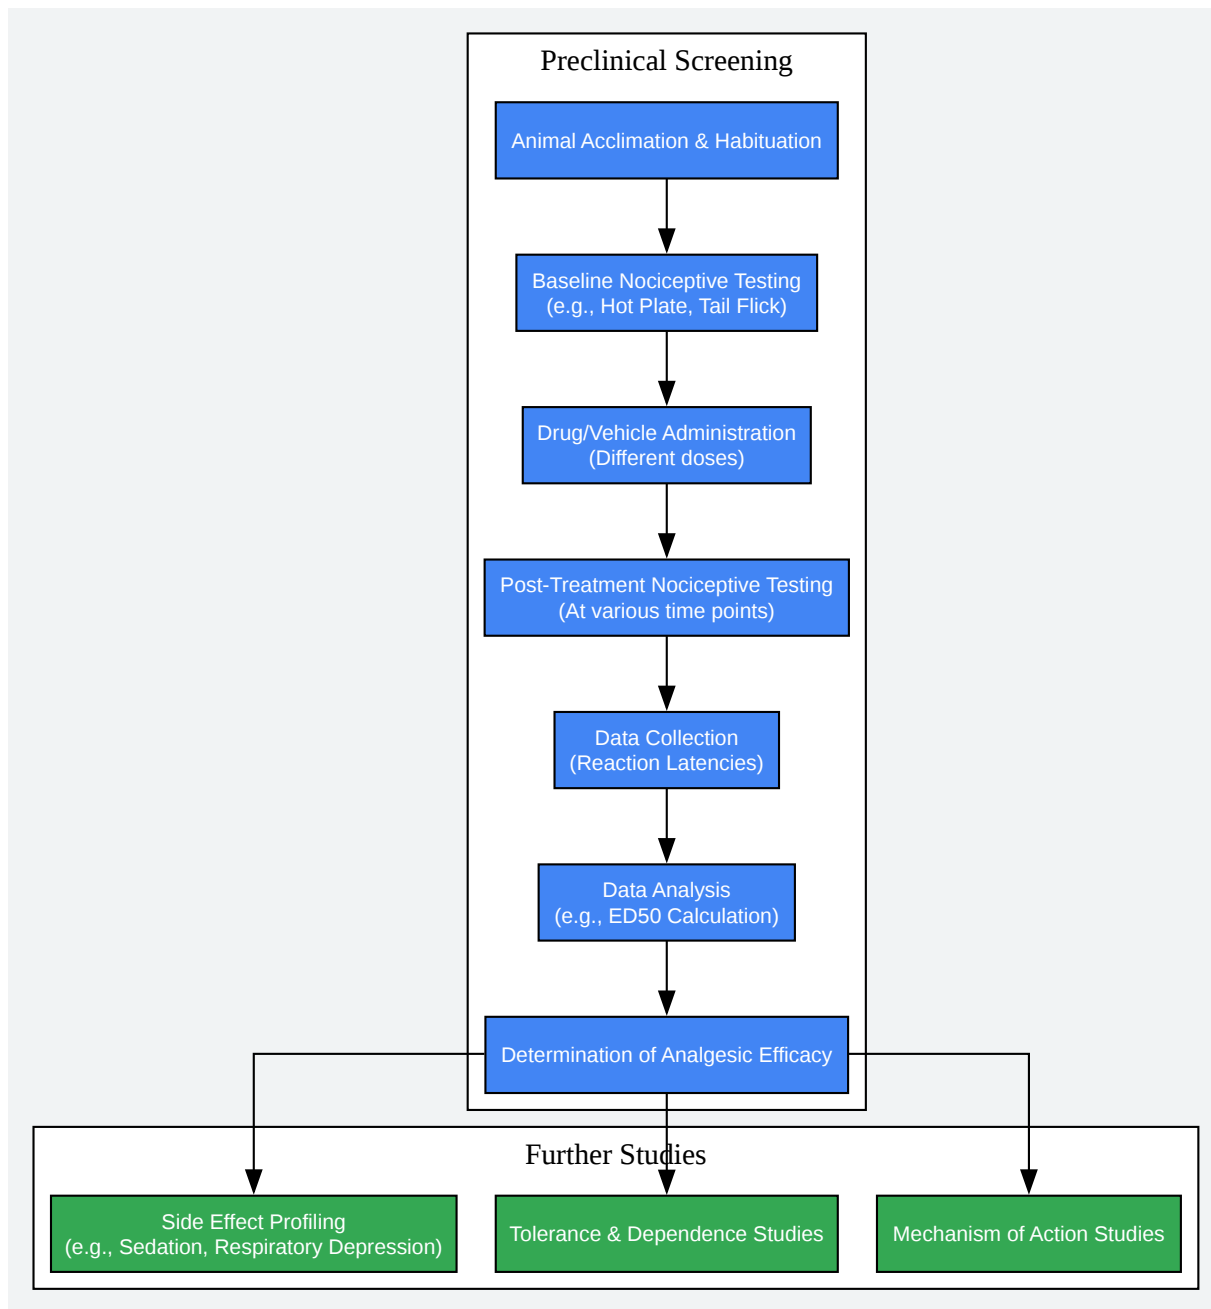 Preclinical Screening
Animal Acclimation & Habituation
Baseline Nociceptive Testing
(e.g., Hot Plate, Tail Flick)
Drug/Vehicle Administration
(Different doses)
Post-Treatment Nociceptive Testing
(At various time points)
Data Collection
(Reaction Latencies)
Data Analysis
(e.g., ED50 Calculation)
Determination of Analgesic Efficacy
Further Studies
Side Effect Profiling
(e.g., Sedation, Respiratory Depression)
Tolerance & Dependence Studies
Mechanism of Action Studies